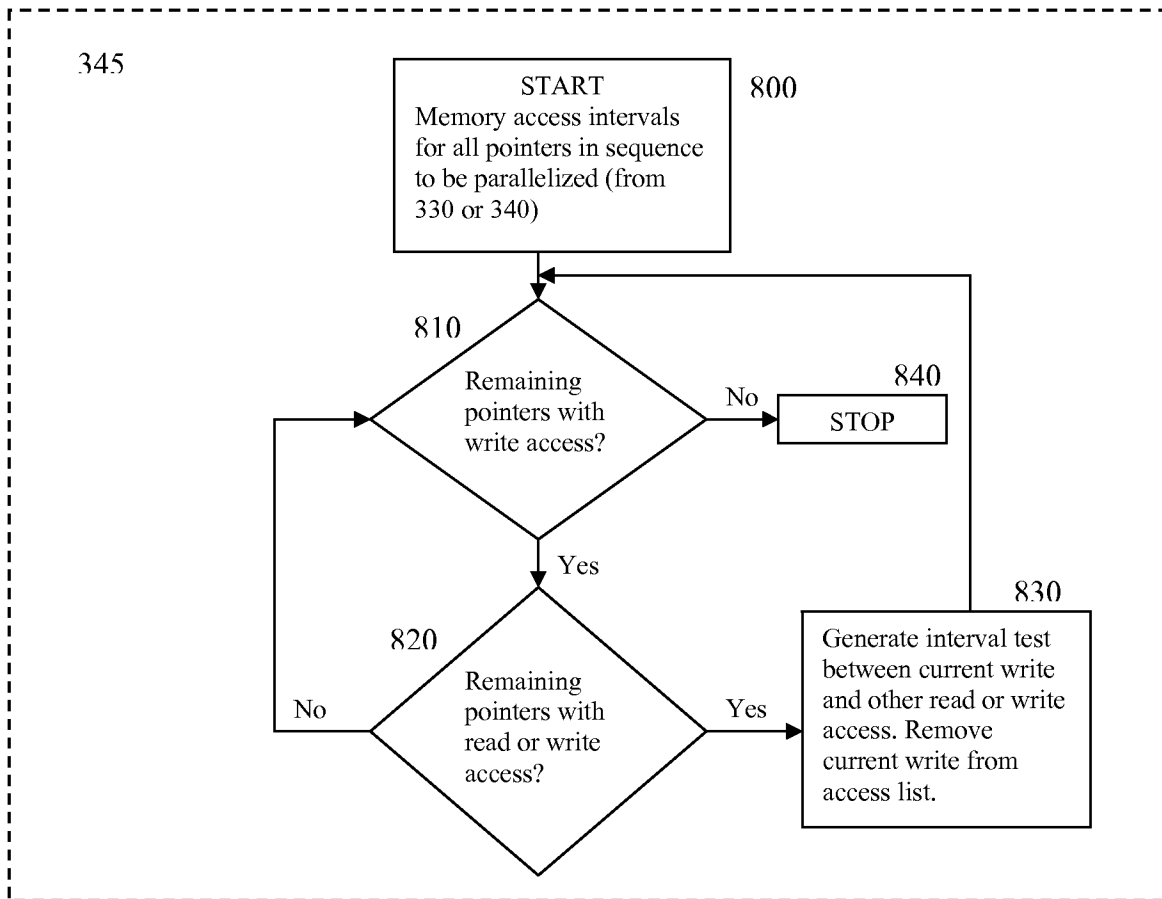 345
START
800
Memory access intervals
for all pointers in sequence
to be parallelized (from
330 or 340)
810
Remaining
pointers with
write access?
No
840
STOP
Yes
820
Remaining
pointers with
read or write
access?
No
Yes
830
Generate interval test
between current write
and other read or write
access. Remove
current write from
access list.